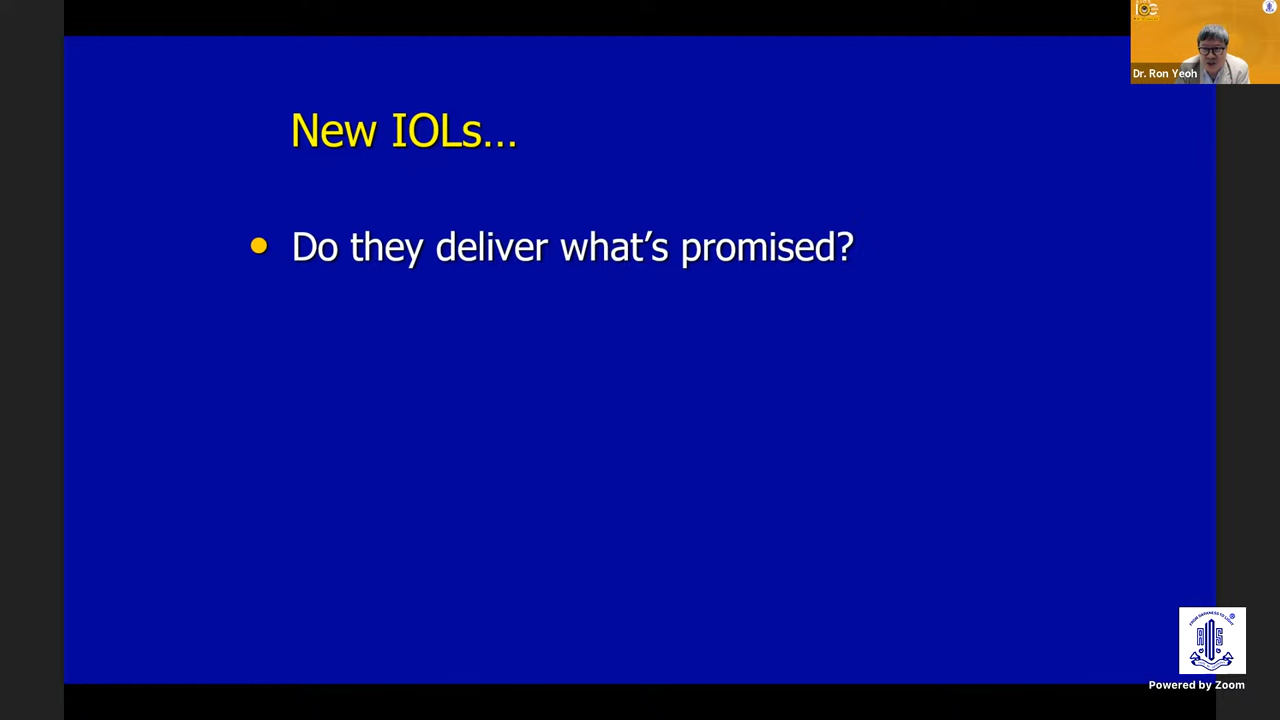 New IOLs...
Do they deliver what's promised?
Dr. Ron Yeoh
Powered by Zoom